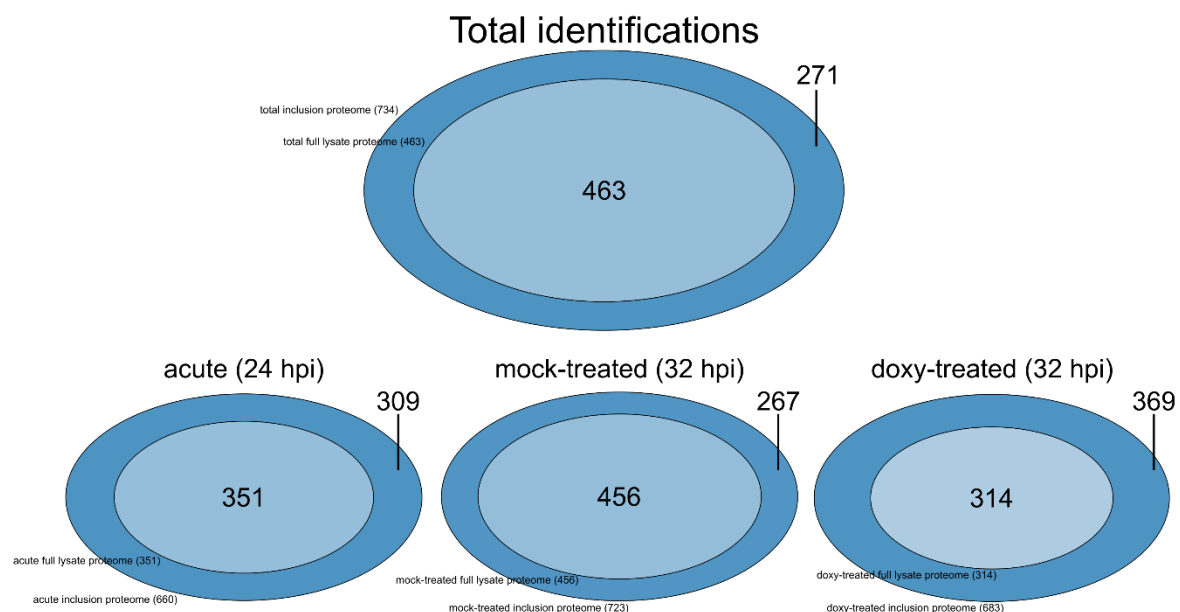 Total identifications
271
total inclusion proteome (734)
total full lysate proteome (463)
463
acute (24 hpi)
309
351
acute full lysate proteome (351)
acute inclusion proteome (660)
mock-treated (32 hpi)
267
456
mock-treated full lysate proteome (456)
mock-treated inclusion proteome (723)
doxy-treated (32 hpi)
369
314
doxy-treated full lysate proteome (314)
doxy-treated inclusion proteome (683)